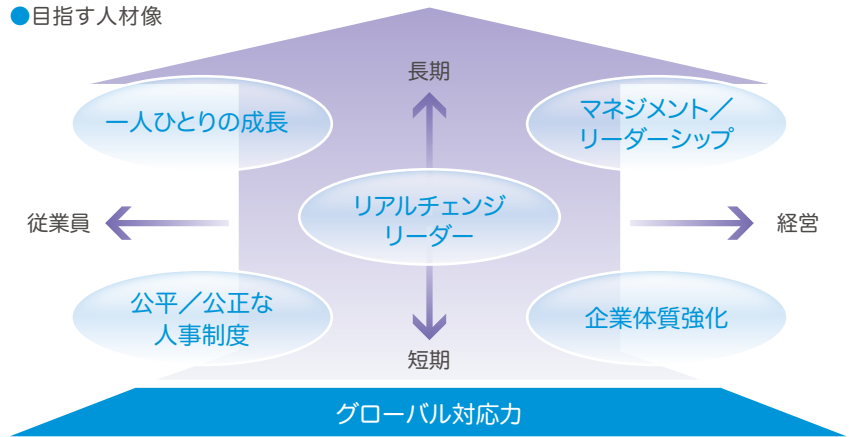 ●目指す人材像
長期
一人ひとりの成長
マネジメント／
リーダーシップ
リアルチェンジ
リーダー
従業員
経営
公平／公正な
人事制度
企業体質強化
短期
グローバル対応力